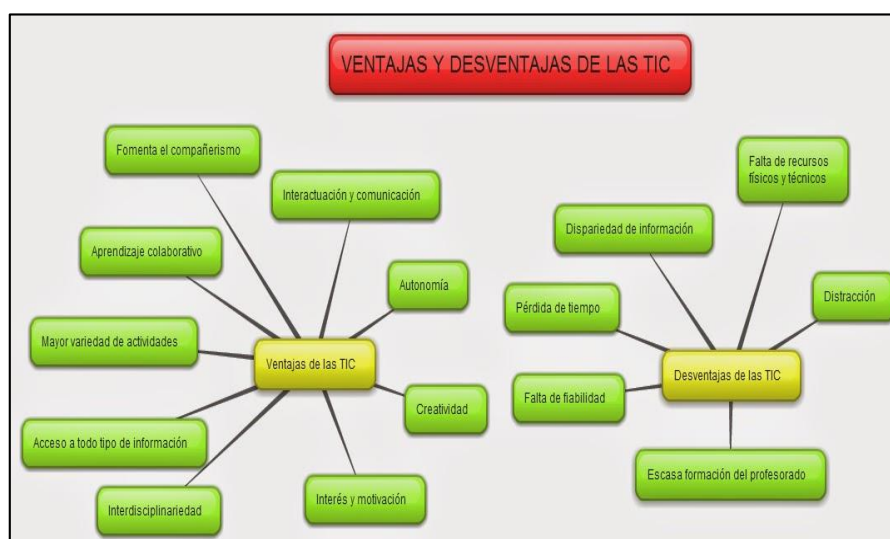 VENTAJAS Y DESVENTAJAS DE LAS TIC
Fomenta el compañerismo
Interactuación y comunicación
Aprendizaje colaborativo
Autonomía
Mayor variedad de actividades
Ventajas de las TIC
Creatividad
Acceso a todo tipo de información
Interdisciplinariedad
Interés y motivación
Falta de recursos
físicos y técnicos
Dispariedad de información
Pérdida de tiempo
Distracción
Desventajas de las TIC
Falta de fiabilidad
Escasa formación del profesorado